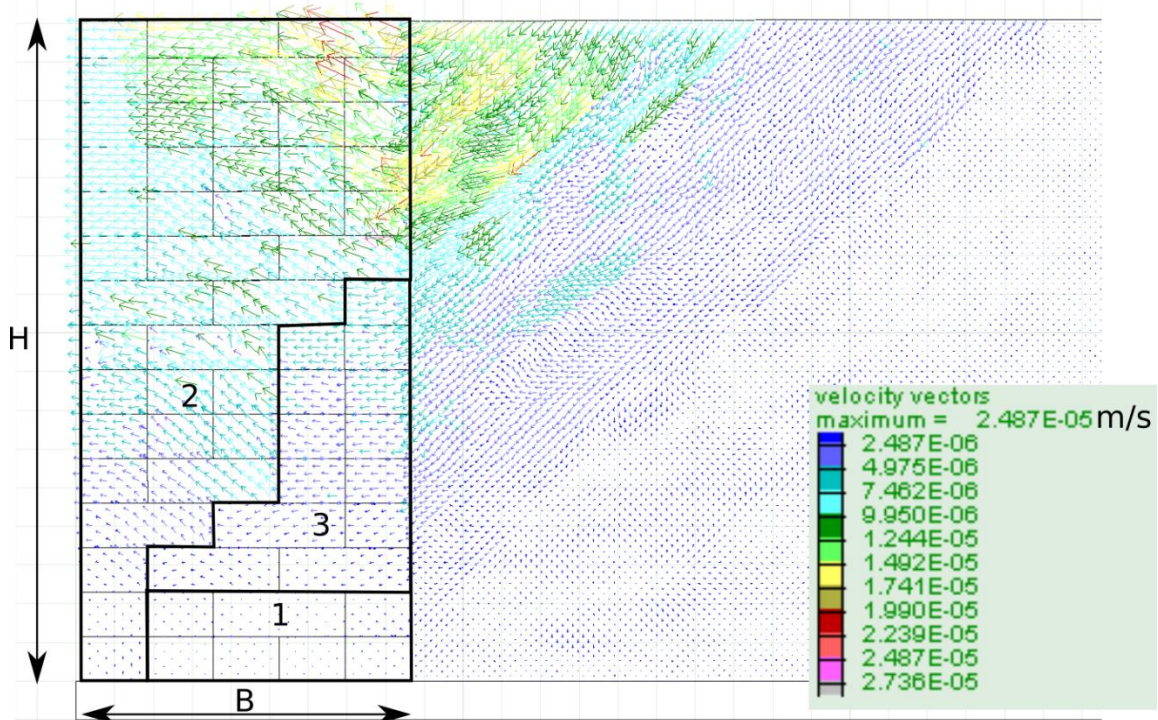 H
2
3
1
B
velocity vectors
maximum = 2.487E-05 m/s
2.487E-06
4.975E-06
7.462E-06
9.950E-06
1.244E-05
1.492E-05
1.741E-05
1.990E-05
2.239E-05
2.487E-05
2.736E-05